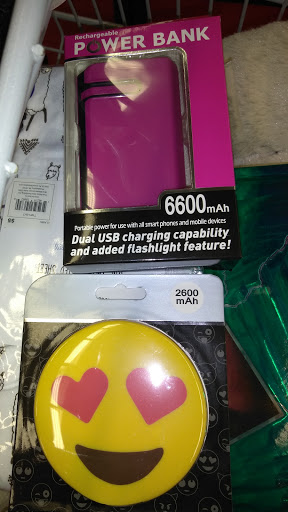 Rechargeable
POWER BANK
6600mAh
Portable power for use with all smart phones and mobile devices
Dual USB charging capability
and added flashlight feature!
2600
mAh